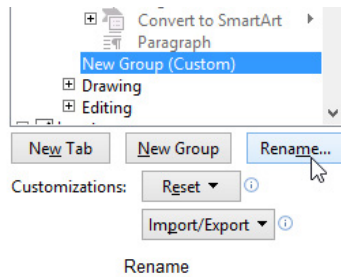 Convert to SmartArt
Paragraph
New Group (Custom)
Drawing
Editing
New Tab New Group Rename...
Customizations: Reset
Import/Export
Rename